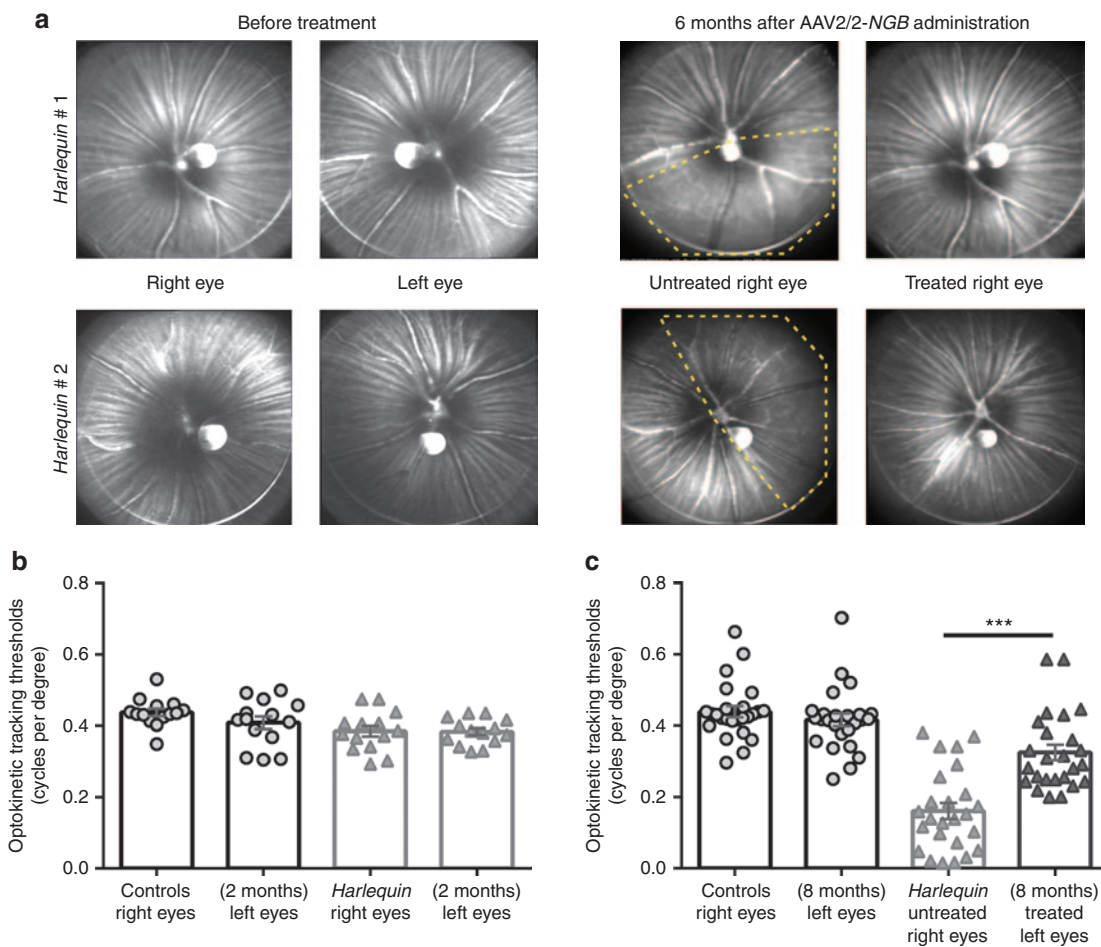 a
Before treatment
6 months after AAV2/2-NGB administration
Harlequin # 1
Right eye
Left eye
Untreated right eye
Treated right eye
Harlequin # 2
b
Optokinetic tracking thresholds
(cycles per degree)
0.8
0.6
0.4
0.2
0.0
Controls
right eyes
(2 months)
left eyes
Harlequin
right eyes
(2 months)
left eyes
c
Optokinetic tracking thresholds
(cycles per degree)
0.8
0.6
0.4
0.2
0.0
***
Controls
right eyes
(8 months)
left eyes
Harlequin
untreated
right eyes
(8 months)
treated
left eyes